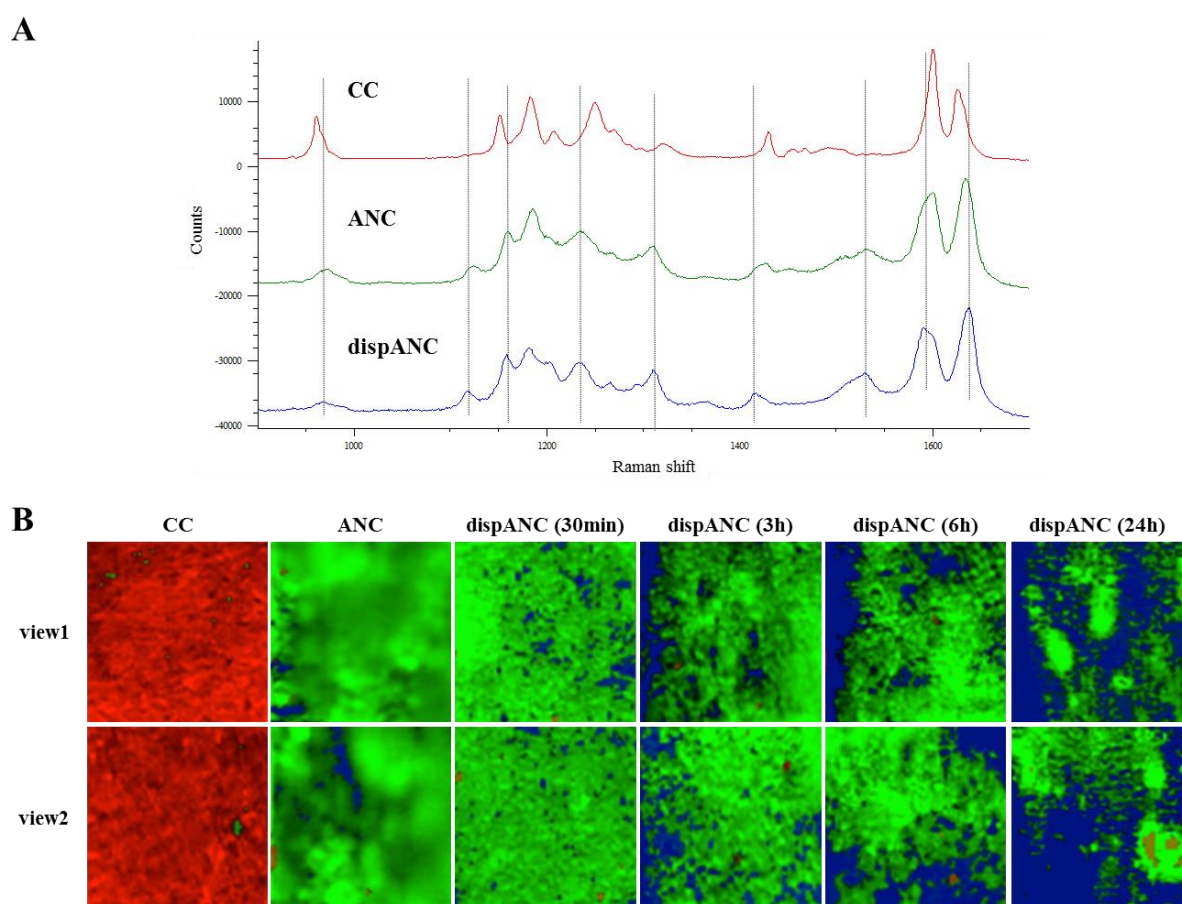 A
CC
10000
0
ANC
-10000
Counts
-20000
dispANC
-30000
-40000
1000 1200 1400 1600
Raman shift
B
CC ANC dispANC (30min) dispANC (3h) dispANC (6h) dispANC (24h)
view1
view2